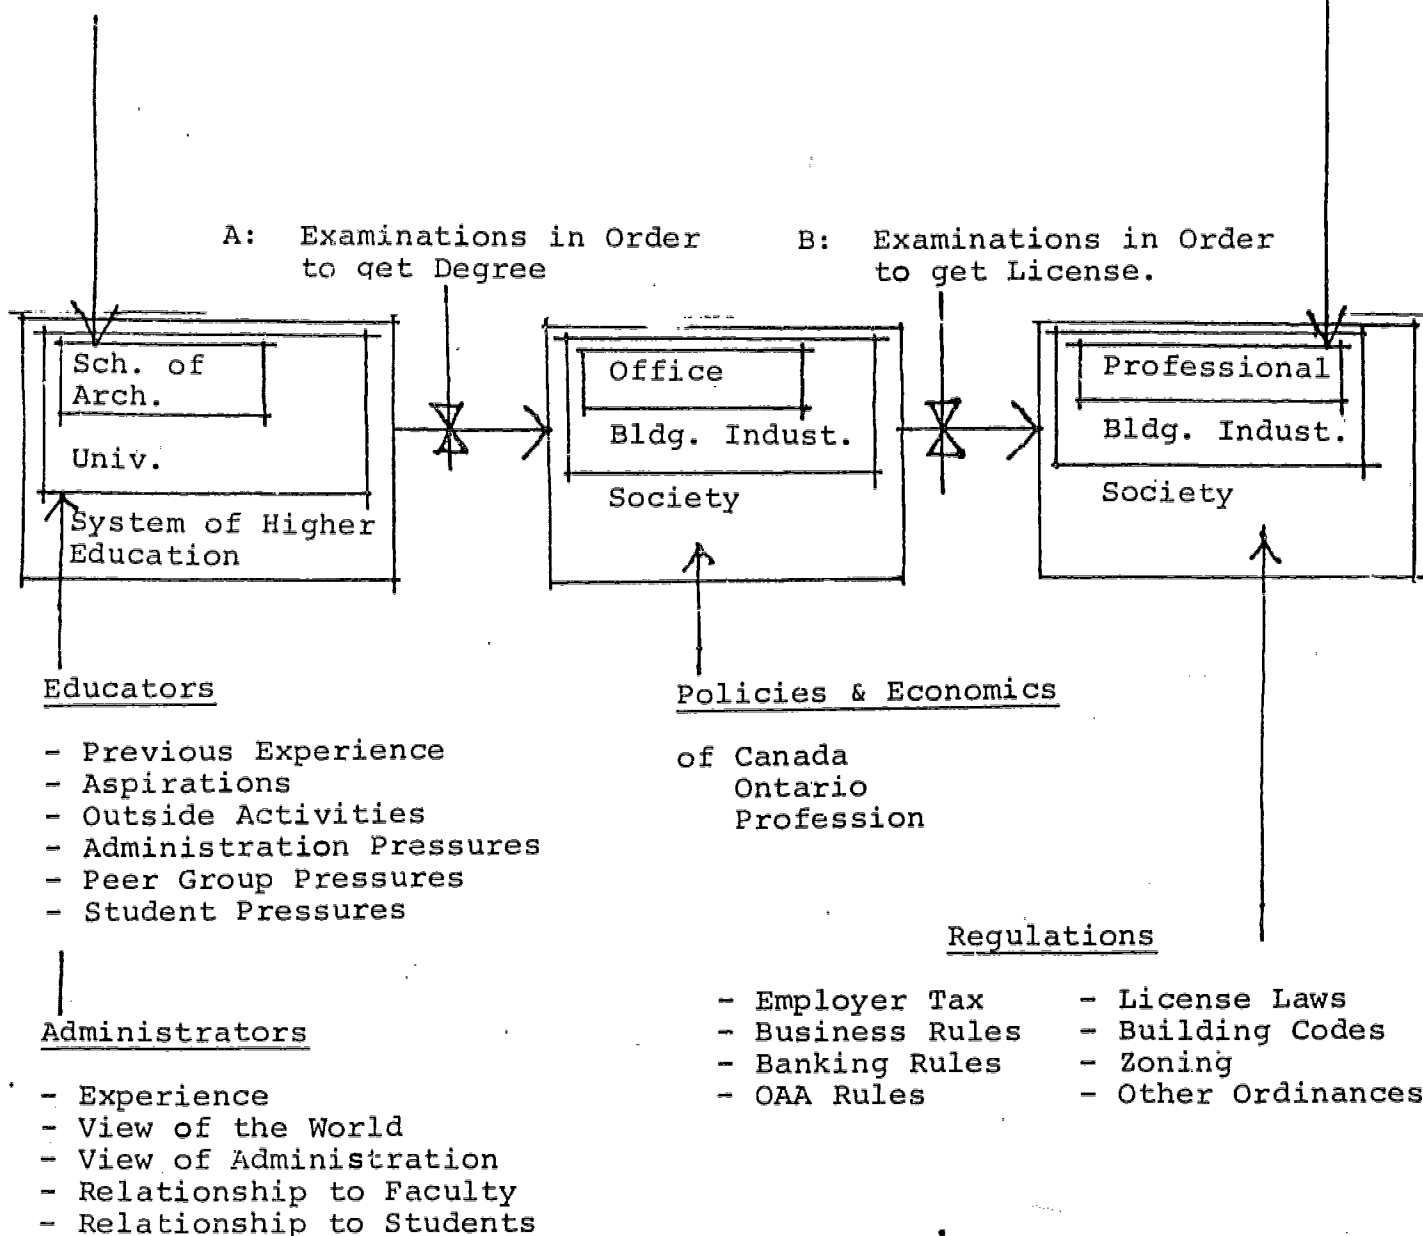 A: Examinations in Order
to get Degree
B: Examinations in Order
to get License.
Sch. of
Arch.
Univ.
System of Higher
Education
Office
Bldg. Indust.
Society
Professional
Bldg. Indust.
Society
Educators
- Previous Experience
- Aspirations
- Outside Activities
- Administration Pressures
- Peer Group Pressures
- Student Pressures
Policies & Economics
of Canada
Ontario
Profession
Administrators
- Experience
- View of the World
- View of Administration
- Relationship to Faculty
- Relationship to Students
Regulations
- Employer Tax
- Business Rules
- Banking Rules
- OAA Rules
- License Laws
- Building Codes
- Zoning
- Other Ordinances